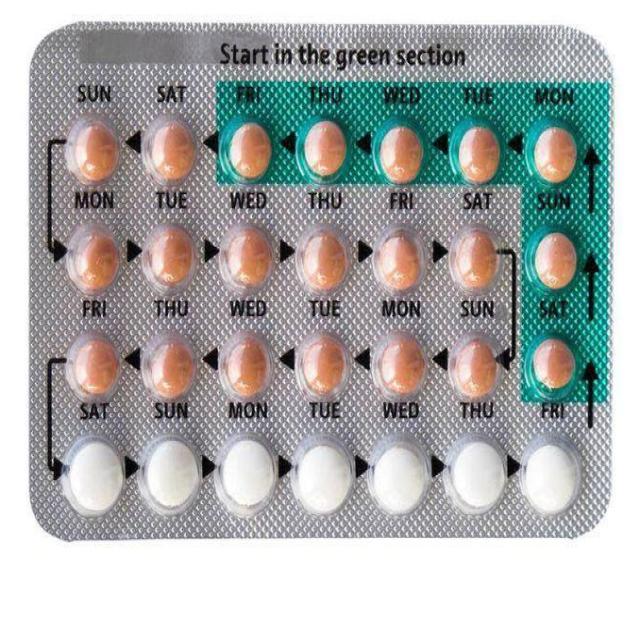 Start in the green section
SUN SAT FRI THU WED TUE MON
MON TUE WED THU FRI SAT SUN
FRI THU WED TUE MON SUN SAT
SAT SUN MON TUE WED THU FRI